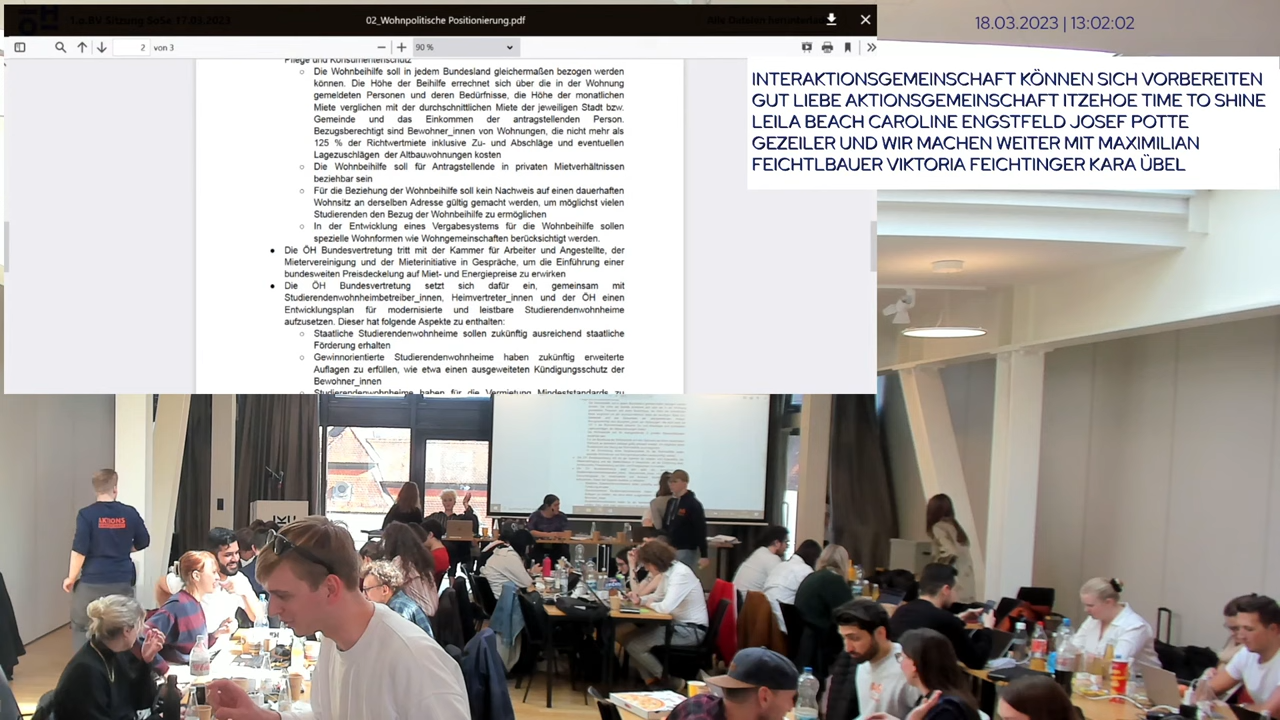 1.o.BV Sitzung SoSe 17.03.2023
02_Wohnpolitische Positionierung.pdf
18.03.2023 | 13:02:02
2 von 3
90 %
Pflege und Konsumentenschutz
○ Die Wohnbeihilfe soll in jedem Bundesland gleichermaßen bezogen werden
können. Die Höhe der Beihilfe errechnet sich über die in der Wohnung
gemeldeten Personen und deren Bedürfnisse, die Höhe der monatlichen
Miete verglichen mit der durchschnittlichen Miete der jeweiligen Stadt bzw.
Gemeinde und das Einkommen der antragstellenden Person.
Bezugsberechtigt sind Bewohner_innen von Wohnungen, die nicht mehr als
125 % der Richtwertmiete inklusive Zu- und Abschläge und eventuellen
Lagezuschlägen der Altbauwohnungen kosten
○ Die Wohnbeihilfe soll für Antragstellende in privaten Mietverhältnissen
beziehbar sein
○ Für die Beziehung der Wohnbeihilfe soll kein Nachweis auf einen dauerhaften
Wohnsitz an derselben Adresse gültig gemacht werden, um möglichst vielen
Studierenden den Bezug der Wohnbeihilfe zu ermöglichen
○ In der Entwicklung eines Vergabesystems für die Wohnbeihilfe sollen
spezielle Wohnformen wie Wohngemeinschaften berücksichtigt werden.
● Die ÖH Bundesvertretung tritt mit der Kammer für Arbeiter und Angestellte, der
Mietervereinigung und der Mieterinitiative in Gespräche, um die Einführung einer
bundesweiten Preisdeckelung auf Miet- und Energiepreise zu erwirken
● Die ÖH Bundesvertretung setzt sich dafür ein, gemeinsam mit
Studierendenwohnheimbetreiber_innen, Heimvertreter_innen und der ÖH einen
Entwicklungsplan für modernisierte und leistbare Studierendenwohnheime
aufzusetzen. Dieser hat folgende Aspekte zu enthalten:
○ Staatliche Studierendenwohnheime sollen zukünftig ausreichend staatliche
Förderung erhalten
○ Gewinnorientierte Studierendenwohnheime haben zukünftig erweiterte
Auflagen zu erfüllen, wie etwa einen ausgeweiteten Kündigungsschutz der
Bewohner_innen
○ Studierendenwohnheime haben für die Vermietung Mindeststandards zu
INTERAKTIONSGEMEINSCHAFT KÖNNEN SICH VORBEREITEN
GUT LIEBE AKTIONSGEMEINSCHAFT ITZEHOE TIME TO SHINE
LEILA BEACH CAROLINE ENGSTFELD JOSEF POTTE
GEZEILER UND WIR MACHEN WEITER MIT MAXIMILIAN
FEICHTLBAUER VIKTORIA FEICHTINGER KARA ÜBEL
AKTIONS
JKU